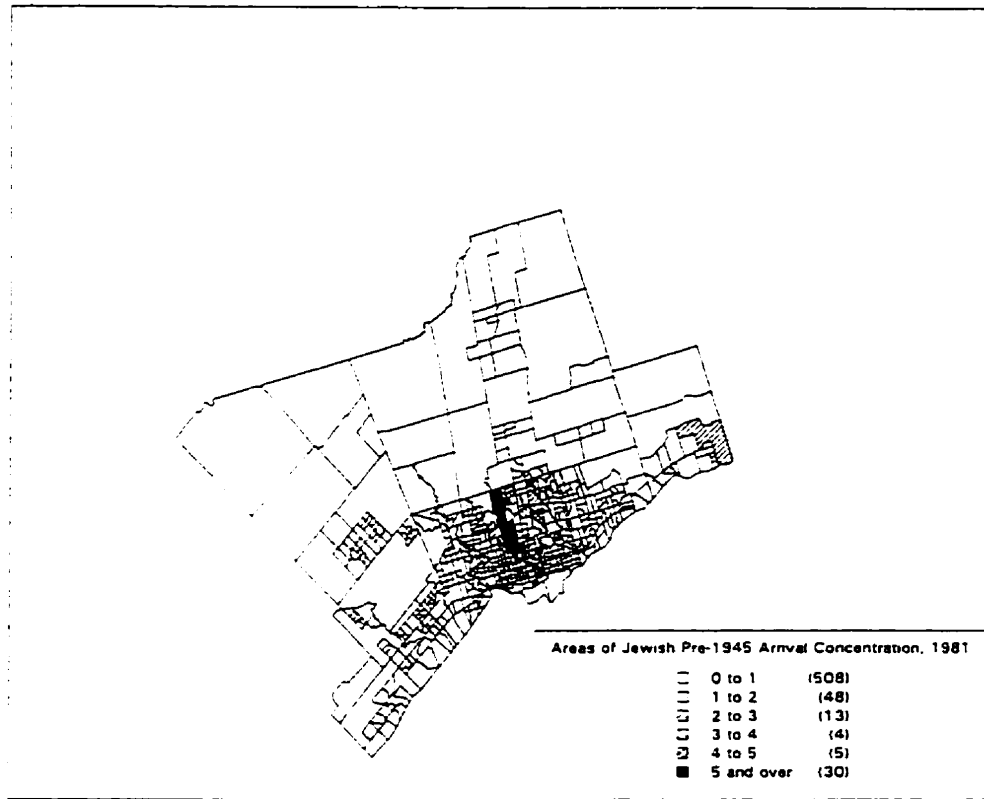 Areas of Jewish Pre-1945 Arrival Concentration, 1981
0 to 1 (508)
1 to 2 (48)
2 to 3 (13)
3 to 4 (4)
4 to 5 (5)
5 and over (30)